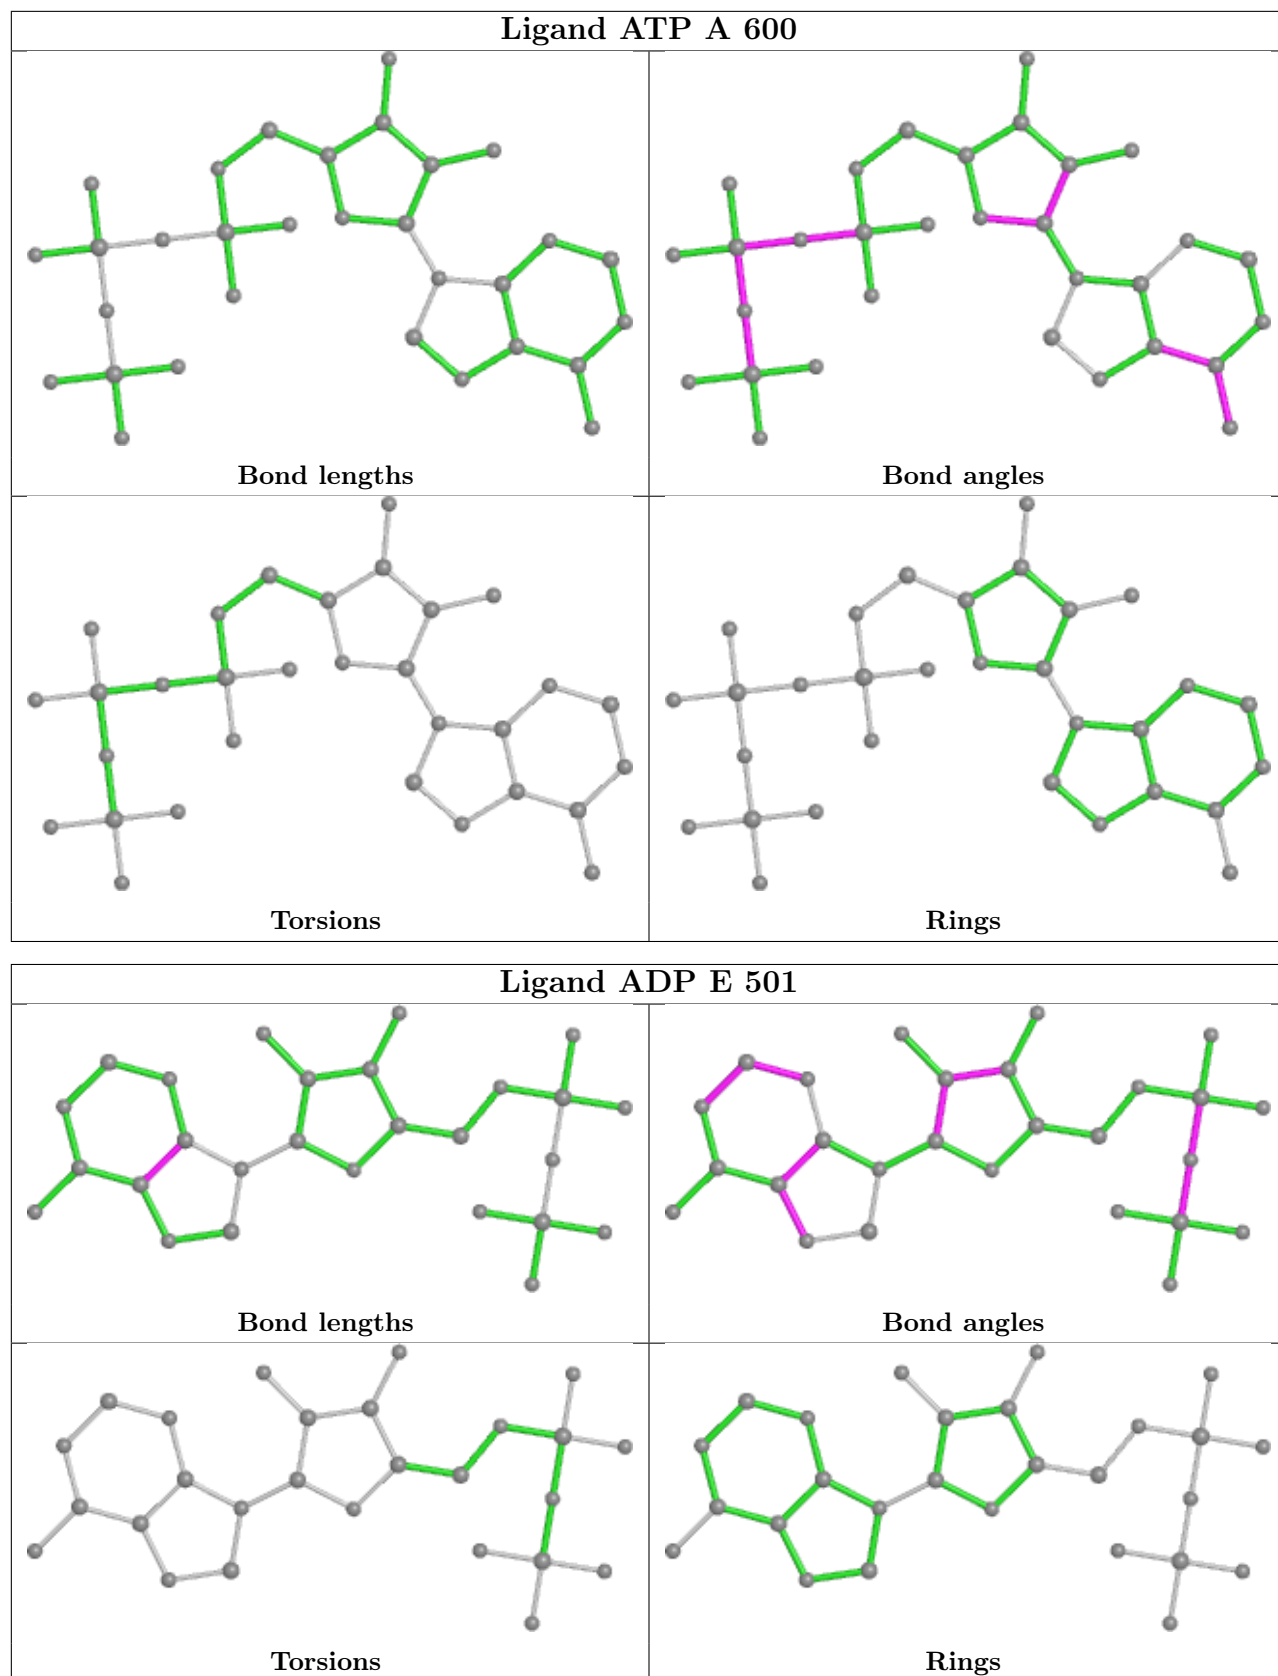 Ligand ATP A 600
Bond lengths
Bond angles
Torsions
Rings
Ligand ADP E 501
Bond lengths
Bond angles
Torsions
Rings